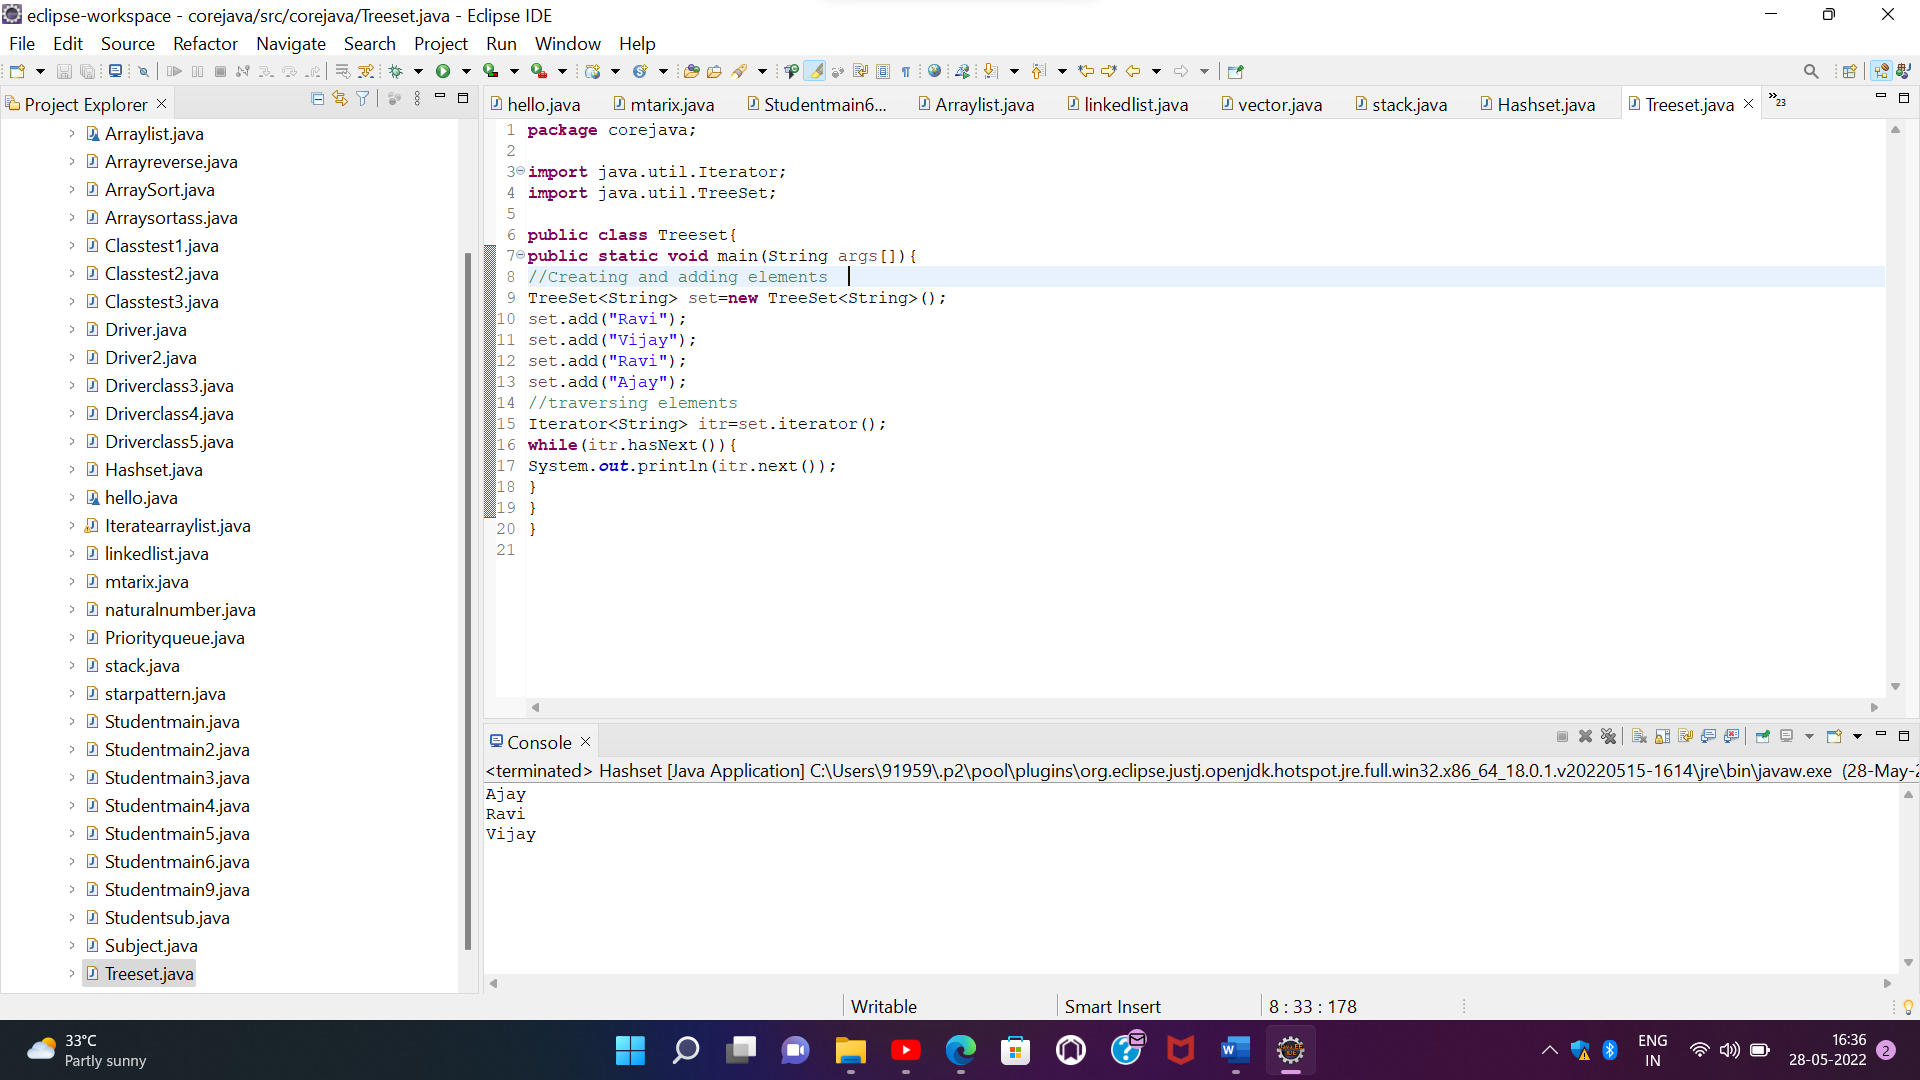 eclipse-workspace - corejava/src/corejava/Treeset.java - Eclipse IDE
File Edit Source Refactor Navigate Search Project Run Window Help
Project Explorer
Arraylist.java
Arrayreverse.java
ArraySort.java
Arraysortass.java
Classtest1.java
Classtest2.java
Classtest3.java
Driver.java
Driver2.java
Driverclass3.java
Driverclass4.java
Driverclass5.java
Hashset.java
hello.java
Iteratearraylist.java
linkedlist.java
mtarix.java
naturalnumber.java
Priorityqueue.java
stack.java
starpattern.java
Studentmain.java
Studentmain2.java
Studentmain3.java
Studentmain4.java
Studentmain5.java
Studentmain6.java
Studentmain9.java
Studentsub.java
Subject.java
Treeset.java
hello.java mtarix.java Studentmain6... Arraylist.java linkedlist.java vector.java stack.java Hashset.java Treeset.java »23
1 package corejava;
2
3 import java.util.Iterator;
4 import java.util.TreeSet;
5
6 public class Treeset{
7 public static void main(String args[]){
8 //Creating and adding elements
9 TreeSet<String> set=new TreeSet<String>();
10 set.add("Ravi");
11 set.add("Vijay");
12 set.add("Ravi");
13 set.add("Ajay");
14 //traversing elements
15 Iterator<String> itr=set.iterator();
16 while(itr.hasNext()){
17 System.out.println(itr.next());
18 }
19 }
20 }
21
Console
<terminated> Hashset [Java Application] C:\Users\91959\.p2\pool\plugins\org.eclipse.justj.openjdk.hotspot.jre.full.win32.x86_64_18.0.1.v20220515-1614\jre\bin\javaw.exe (28-May-2
Ajay
Ravi
Vijay
Writable Smart Insert 8 : 33 : 178
33°C
Partly sunny
ENG
IN
16:36
28-05-2022
2